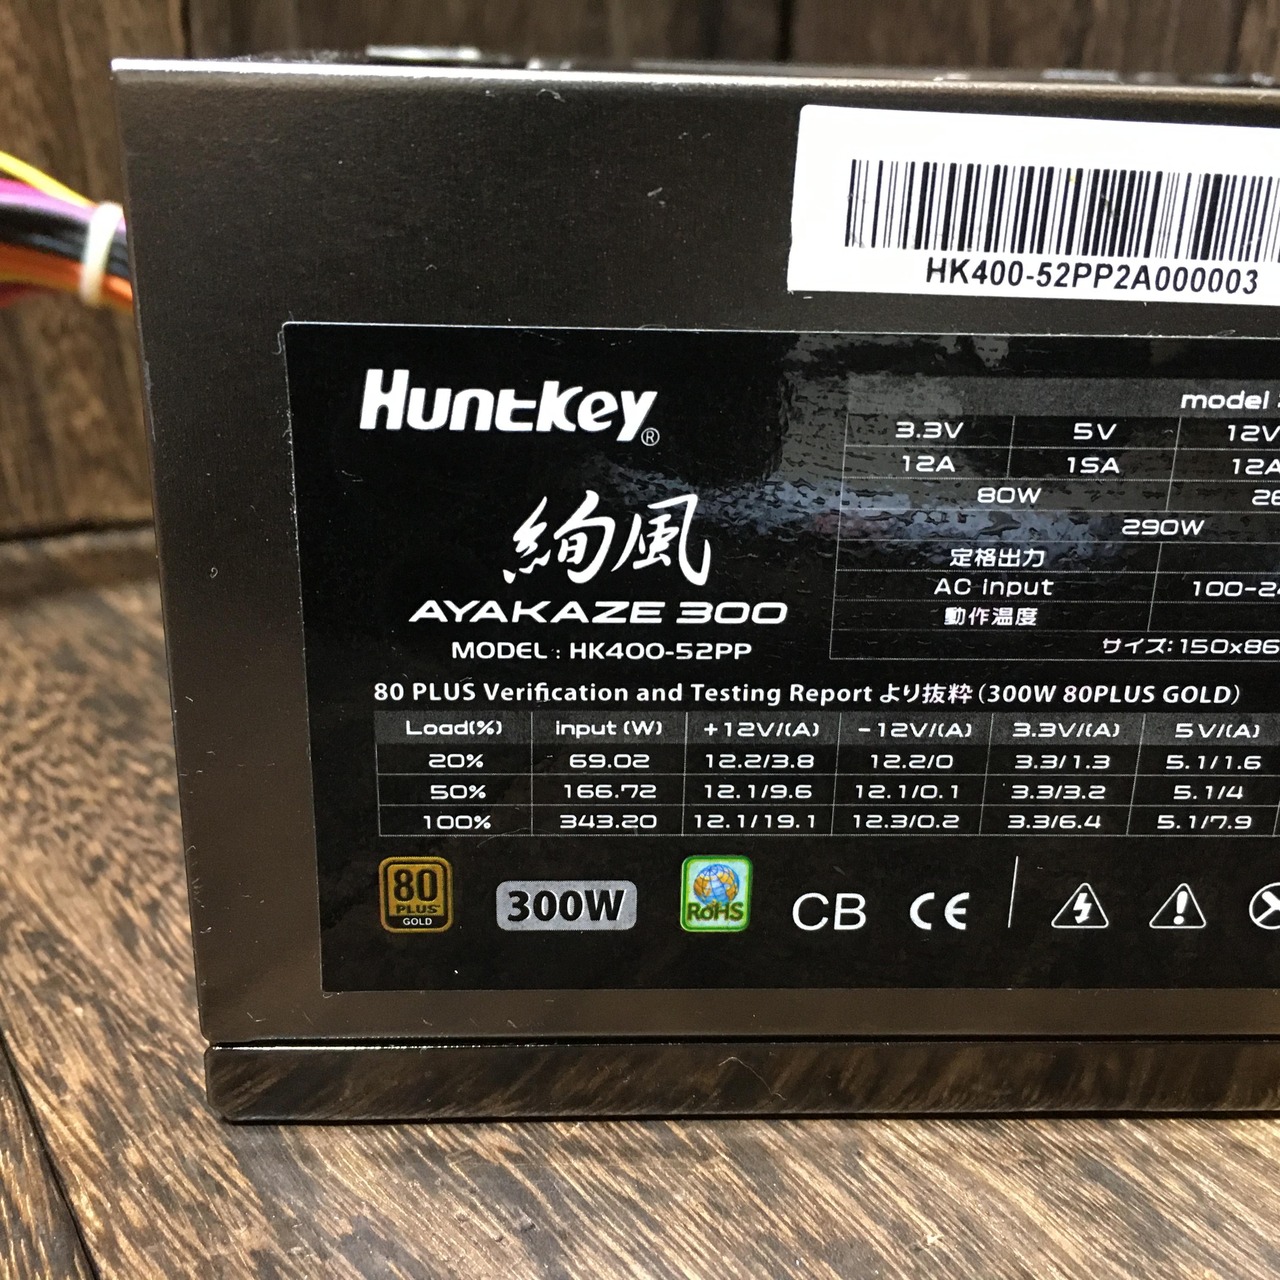 HK400-52PP2A000003
Huntkey®
絢風
AYAKAZE 300
MODEL : HK400-52PP
model
3.3V 5V 12V
12A 15A 12A
80W
290W
定格出力
AC input
動作温度
サイズ:150x86
80 PLUS Verification and Testing Report より抜粋 (300W 80PLUS GOLD)
Load(%) input (W) +12V/(A) -12V/(A) 3.3V/(A) 5V/(A)
20% 69.02 12.2/3.8 12.2/0 3.3/1.3 5.1/1.6
50% 166.72 12.1/9.6 12.1/0.1 3.3/3.2 5.1/4
100% 343.20 12.1/19.1 12.3/0.2 3.3/6.4 5.1/7.9
80 PLUS GOLD 300W RoHS CB CE